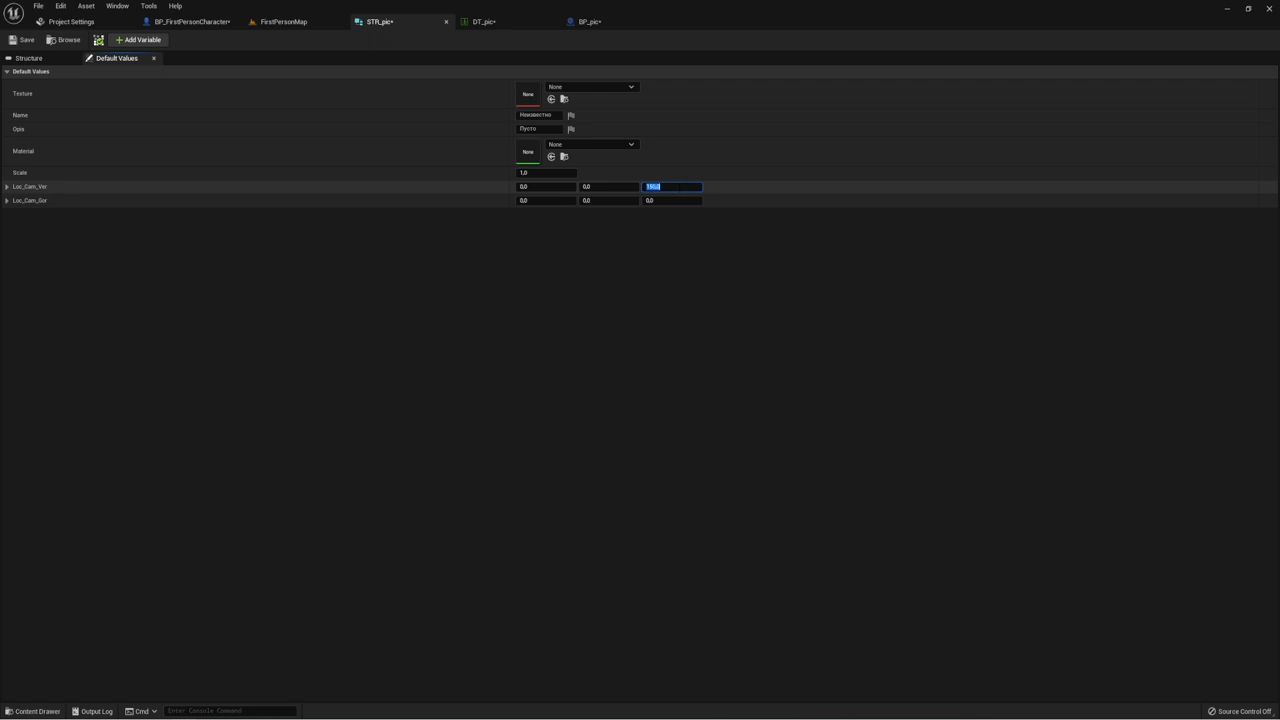 File Edit Asset Window Tools Help
Project Settings BP_FirstPersonCharacter* FirstPersonMap STR_pic* DT_pic* BP_pic*
Save Browse Add Variable
Structure Default Values
Default Values
Texture None None
Name Неизвестно
Opis Пусто
Material None None
Scale 1,0
Loc_Cam_Ver 0,0 0,0 150,0
Loc_Cam_Gor 0,0 0,0 0,0
Content Drawer Output Log Cmd Enter Console Command Source Control Off